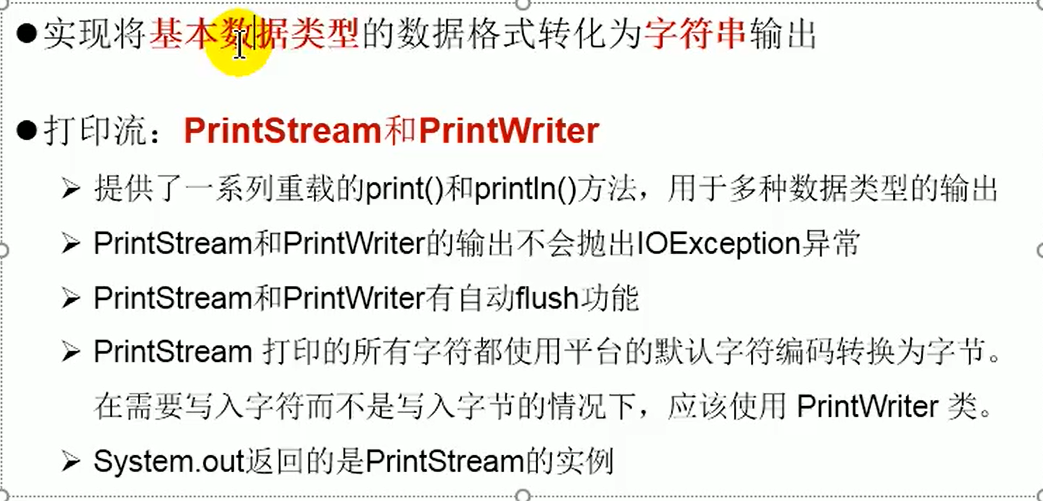 ●实现将基本数据类型的数据格式转化为字符串输出
●打印流：PrintStream和PrintWriter
➢ 提供了一系列重载的print()和println()方法，用于多种数据类型的输出
➢ PrintStream和PrintWriter的输出不会抛出IOException异常
➢ PrintStream和PrintWriter有自动flush功能
➢ PrintStream 打印的所有字符都使用平台的默认字符编码转换为字节。
在需要写入字符而不是写入字节的情况下，应该使用 PrintWriter 类。
➢ System.out返回的是PrintStream的实例